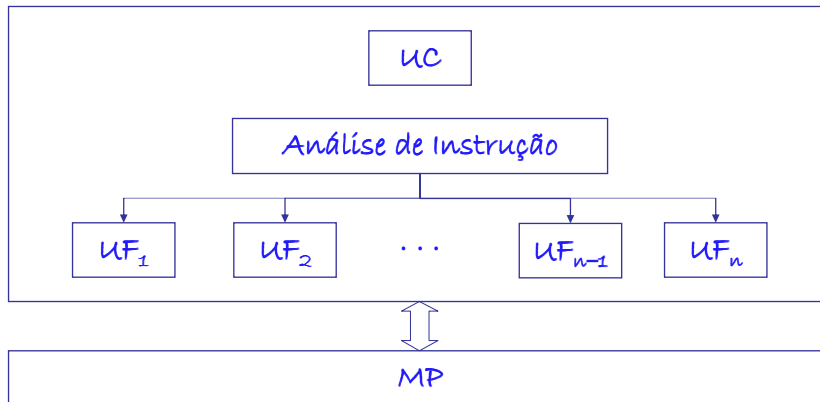 UC
Análise de Instrução
UF1 UF2 . . . UFn-1 UFn
MP